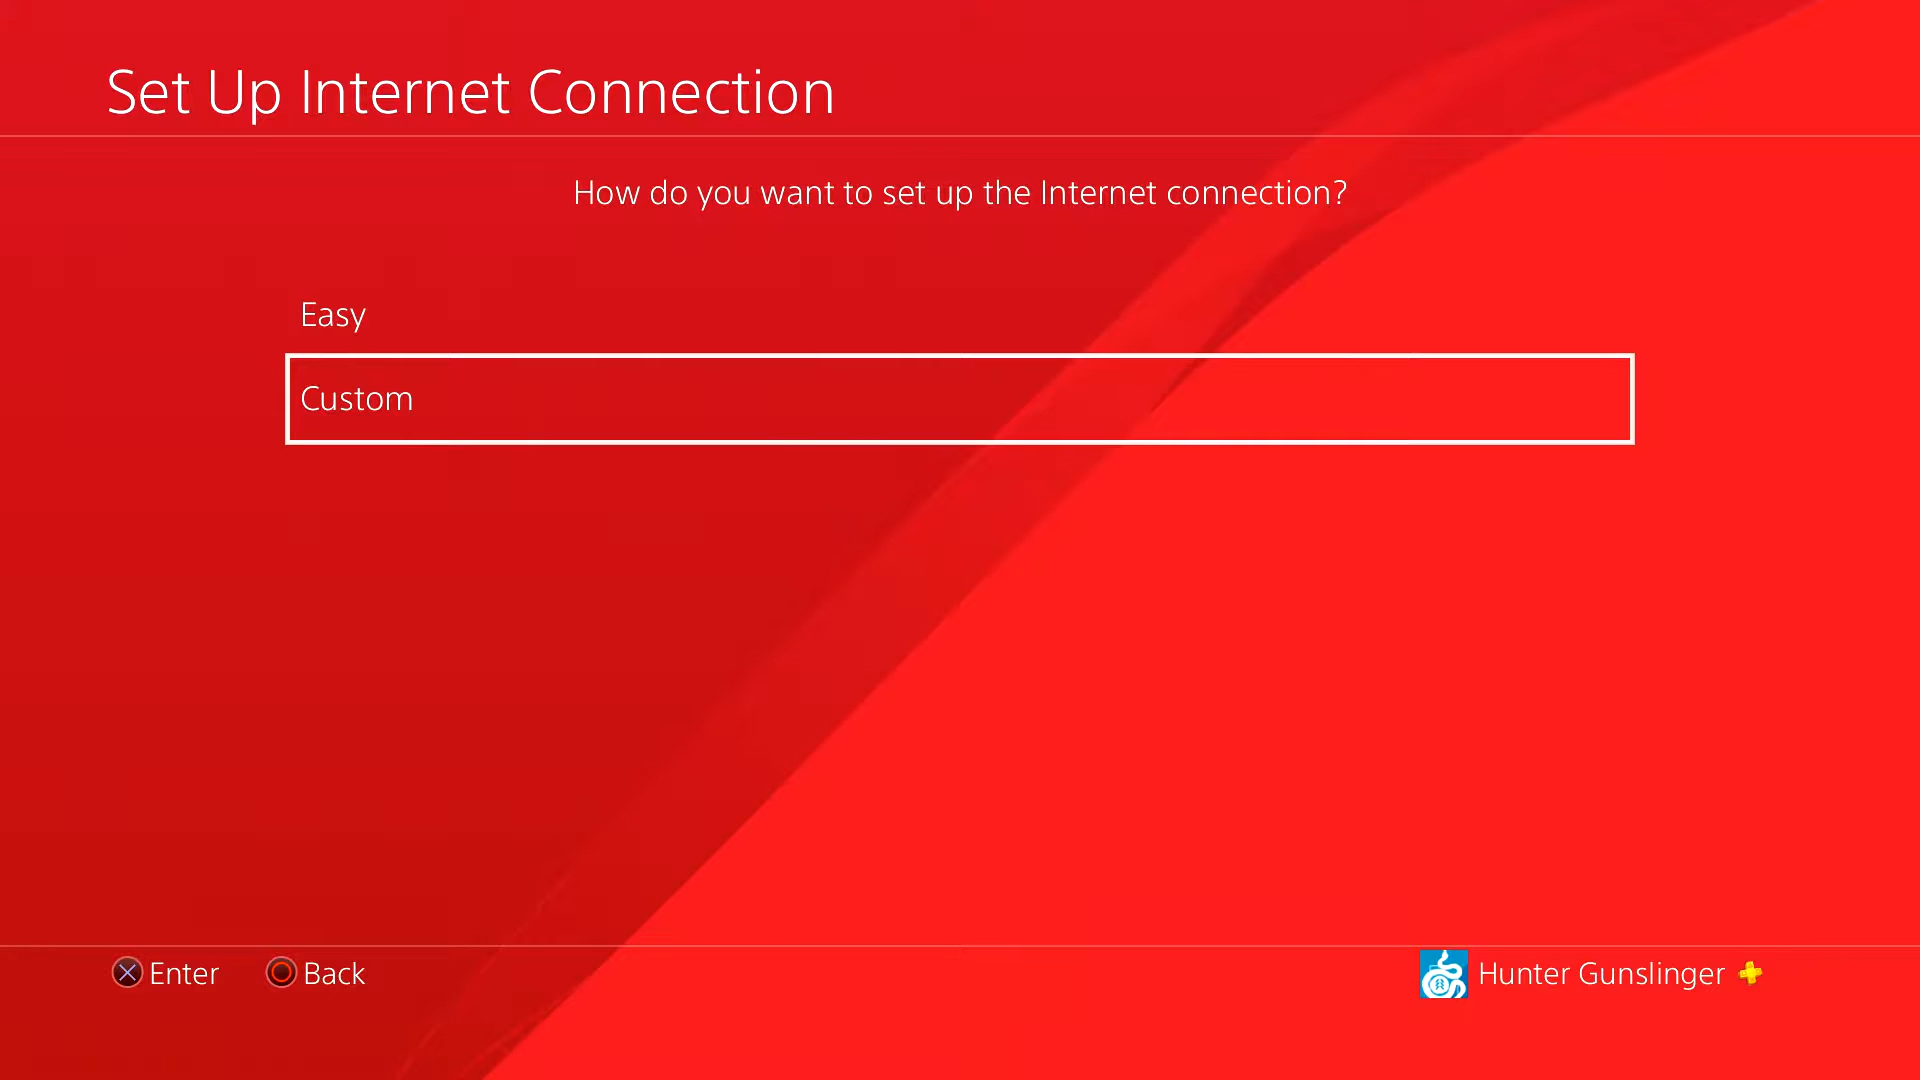 Set Up Internet Connection
How do you want to set up the Internet connection?
Easy
Custom
Enter
Back
Hunter Gunslinger